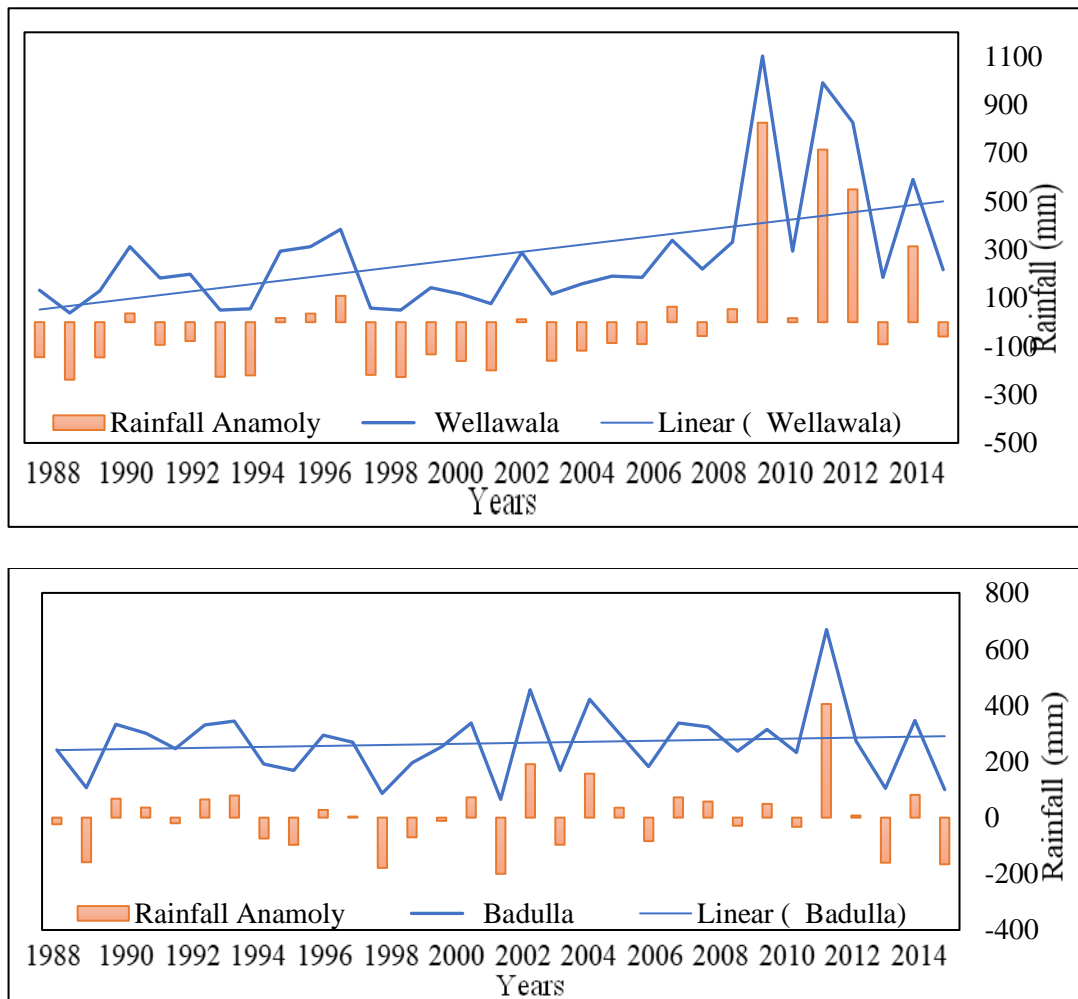 1100
900
700
500
300
100
-100
-300
-500
Rainfall (mm)
Rainfall Anamoly Wellawala Linear ( Wellawala)
1988 1990 1992 1994 1996 1998 2000 2002 2004 2006 2008 2010 2012 2014
Years
800
600
400
200
0
-200
-400
Rainfall (mm)
Rainfall Anamoly Badulla Linear ( Badulla)
1988 1990 1992 1994 1996 1998 2000 2002 2004 2006 2008 2010 2012 2014
Years